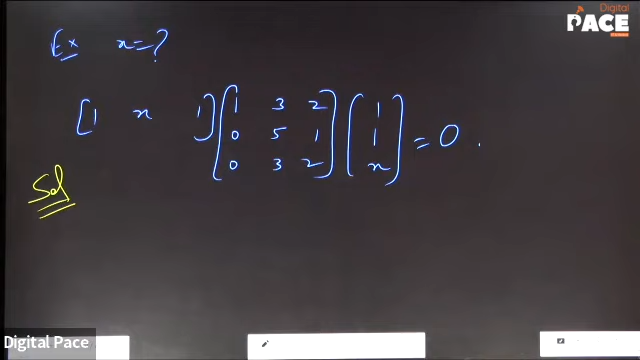 Digital
PACE
Ex x=?
[1 x 1] [1 3 2] [1]
[0 5 1] [1] = 0.
[0 3 2] [x]
Sol
Digital Pace